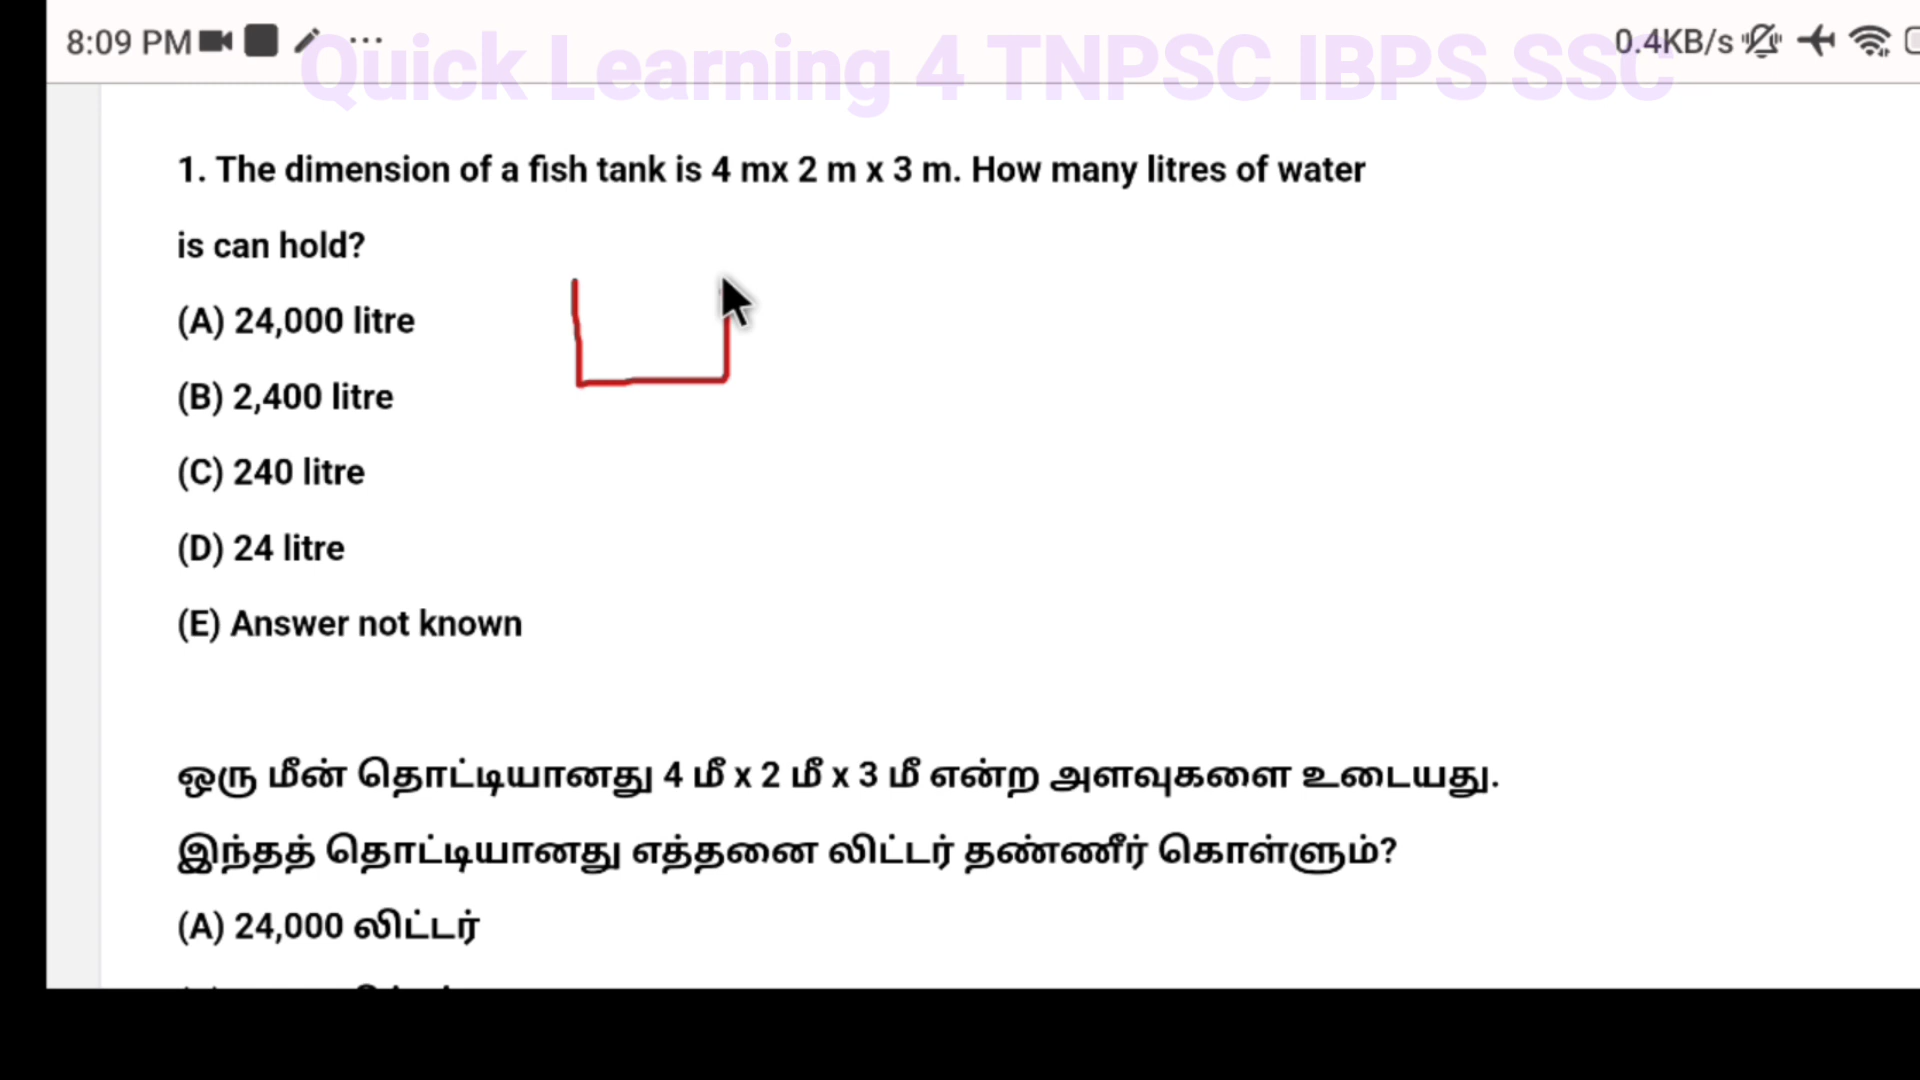 8:09 PM ... 0.4KB/s
Quick Learning 4 TNPSC IBPS SSC
1. The dimension of a fish tank is 4 mx 2 m x 3 m. How many litres of water
is can hold?
(A) 24,000 litre
(B) 2,400 litre
(C) 240 litre
(D) 24 litre
(E) Answer not known
ஒரு மீன் தொட்டியானது 4 மீ x 2 மீ x 3 மீ என்ற அளவுகளை உடையது.
இந்தத் தொட்டியானது எத்தனை லிட்டர் தண்ணீர் கொள்ளும்?
(A) 24,000 லிட்டர்